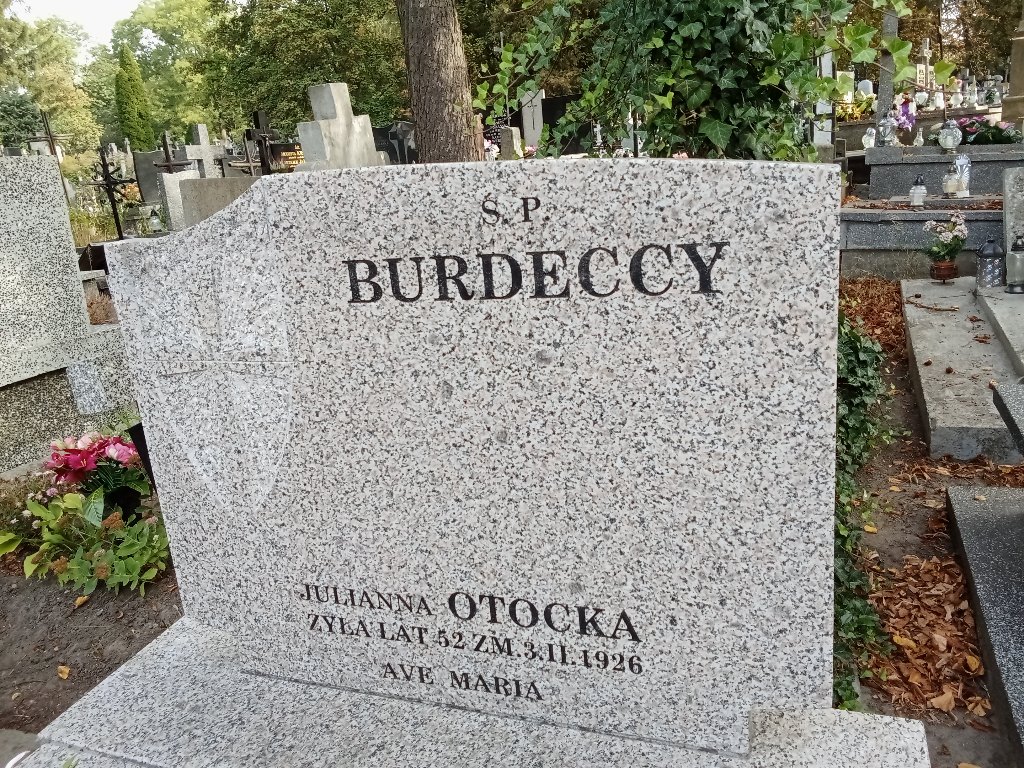 S. P.
BURDECCY
JULIANNA OTOCKA
ŻYŁA LAT 52 ZM. 3.II.1926
AVE MARIA